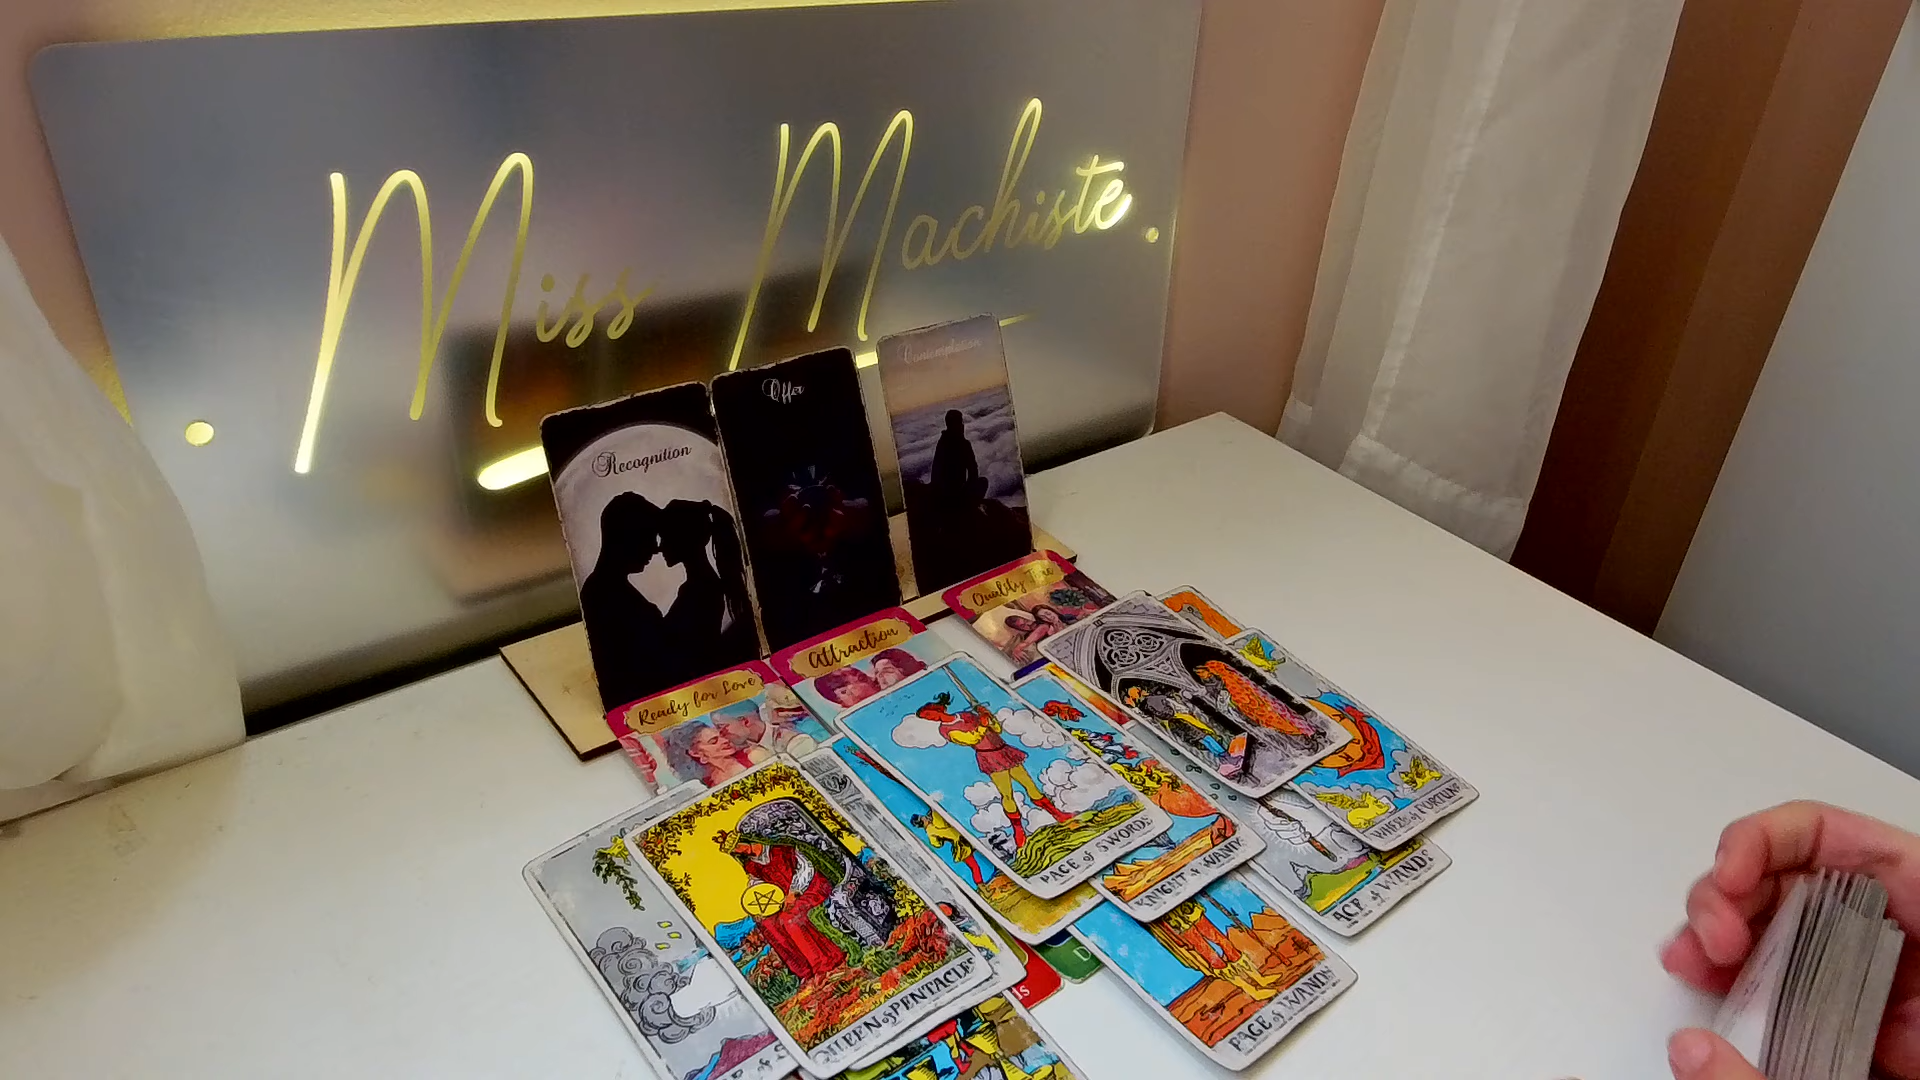 Miss Machiste
Recognition
Offer
Contemplation
Ready for Love
Attraction
Quality Time
QUEEN of PENTACLES
PAGE of SWORDS
KNIGHT of WANDS
PAGE of WANDS
ACE of WANDS
WHEEL of FORTUNE
III